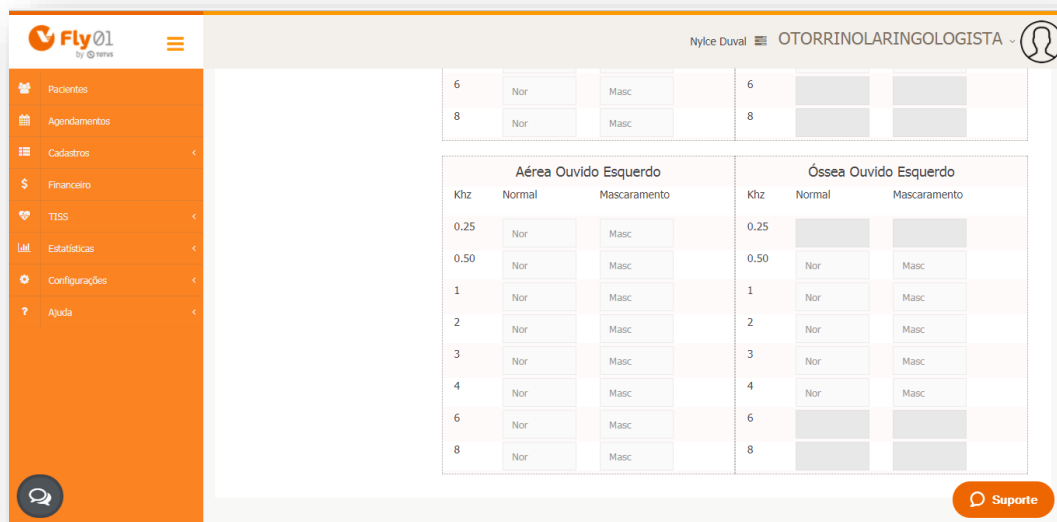 Fly01
by TOTVS
Nylce Duval OTORRINOLARINGOLOGISTA
Pacientes
Agendamentos
Cadastros
Financeiro
TISS
Estatísticas
Configurações
? Ajuda
6 Nor Masc 6
8 Nor Masc 8
Aérea Ouvido Esquerdo Óssea Ouvido Esquerdo
Khz Normal Mascaramento Khz Normal Mascaramento
0.25 Nor Masc 0.25
0.50 Nor Masc 0.50 Nor Masc
1 Nor Masc 1 Nor Masc
2 Nor Masc 2 Nor Masc
3 Nor Masc 3 Nor Masc
4 Nor Masc 4 Nor Masc
6 Nor Masc 6
8 Nor Masc 8
Suporte